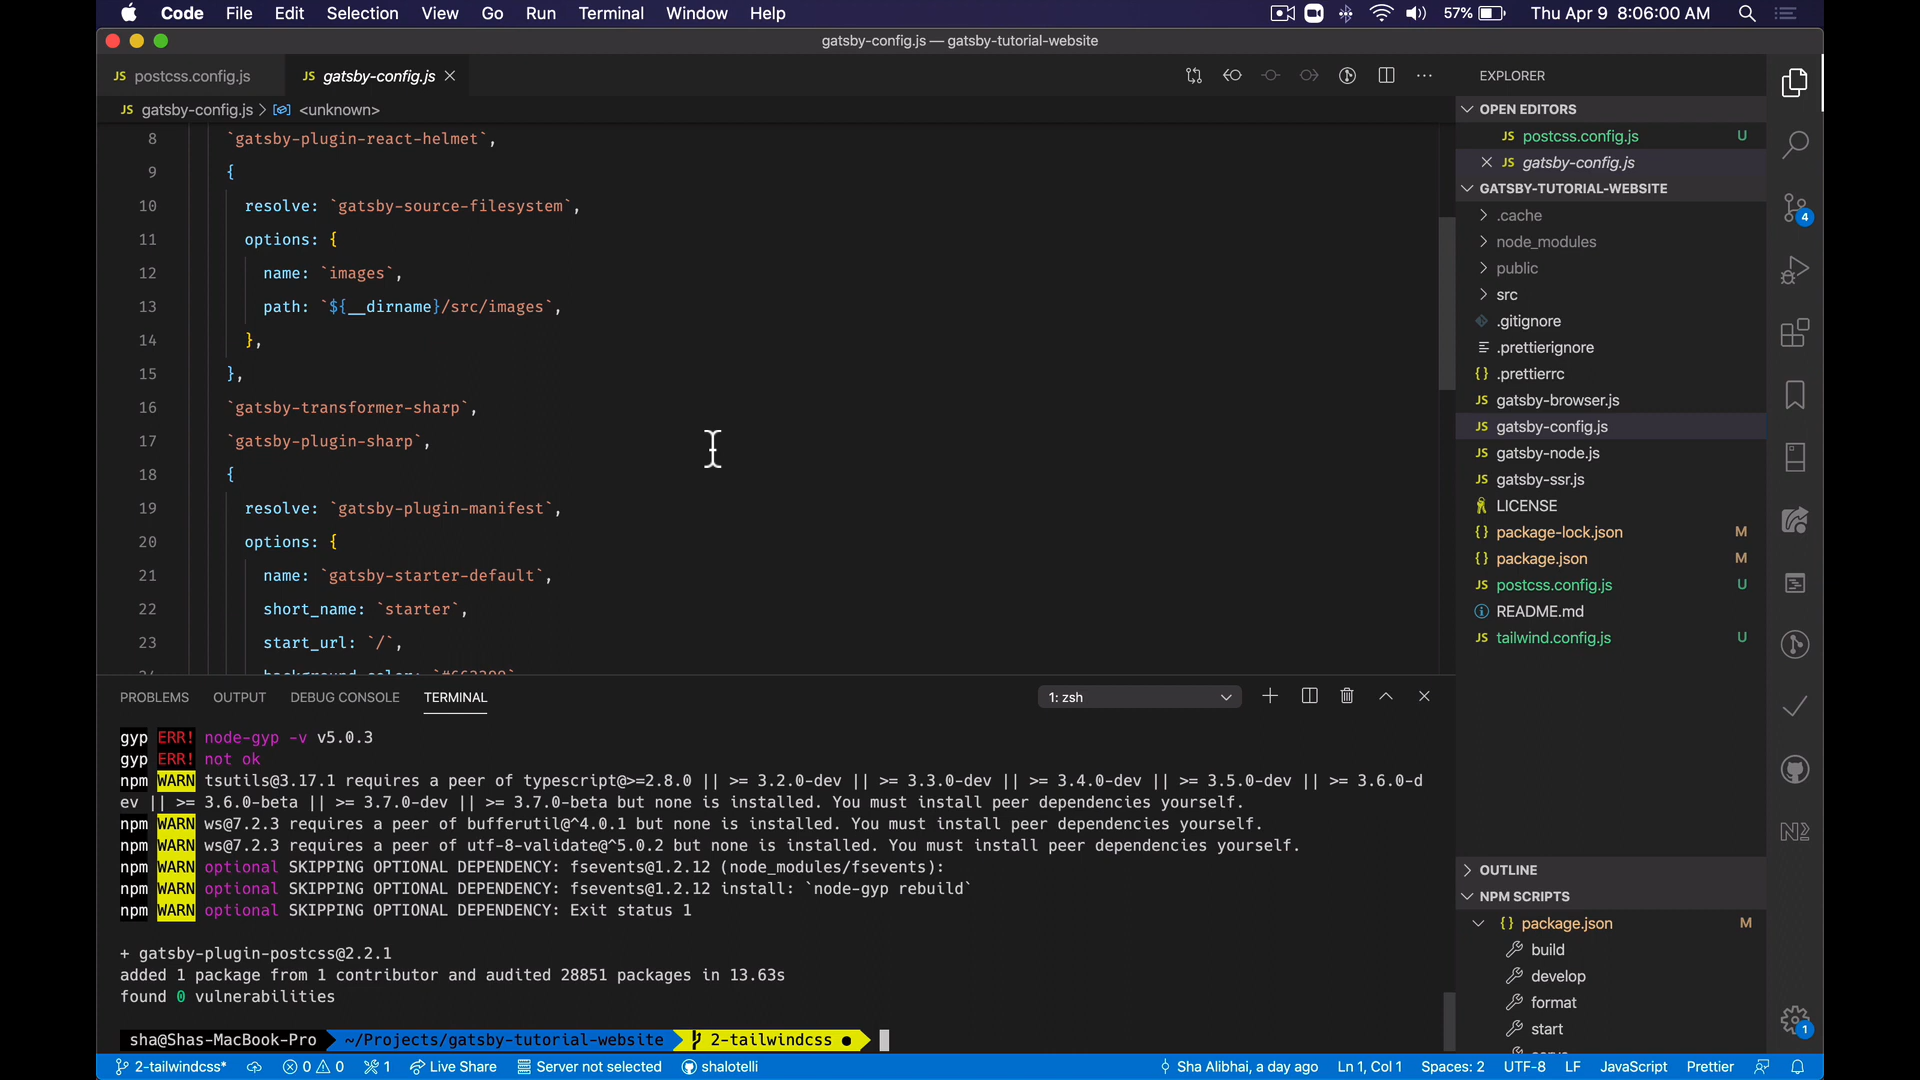 Code File Edit Selection View Go Run Terminal Window Help 57% Thu Apr 9 8:06:00 AM
gatsby-config.js — gatsby-tutorial-website
JS postcss.config.js JS gatsby-config.js
JS gatsby-config.js > <unknown>
8 `gatsby-plugin-react-helmet`,
9 {
10 resolve: `gatsby-source-filesystem`,
11 options: {
12 name: `images`,
13 path: `${__dirname}/src/images`,
14 },
15 },
16 `gatsby-transformer-sharp`,
17 `gatsby-plugin-sharp`,
18 {
19 resolve: `gatsby-plugin-manifest`,
20 options: {
21 name: `gatsby-starter-default`,
22 short_name: `starter`,
23 start_url: `/`,
EXPLORER
OPEN EDITORS
JS postcss.config.js U
JS gatsby-config.js
GATSBY-TUTORIAL-WEBSITE
.cache
node_modules
public
src
.gitignore
.prettierignore
{} .prettierrc
JS gatsby-browser.js
JS gatsby-config.js
JS gatsby-node.js
JS gatsby-ssr.js
LICENSE
{} package-lock.json M
{} package.json M
JS postcss.config.js U
README.md
JS tailwind.config.js U
OUTLINE
NPM SCRIPTS
{} package.json M
build
develop
format
start
4
1
PROBLEMS OUTPUT DEBUG CONSOLE TERMINAL 1: zsh
gyp ERR! node-gyp -v v5.0.3
gyp ERR! not ok
npm WARN tsutils@3.17.1 requires a peer of typescript@>=2.8.0 || >= 3.2.0-dev || >= 3.3.0-dev || >= 3.4.0-dev || >= 3.5.0-dev || >= 3.6.0-d
ev || >= 3.6.0-beta || >= 3.7.0-dev || >= 3.7.0-beta but none is installed. You must install peer dependencies yourself.
npm WARN ws@7.2.3 requires a peer of bufferutil@^4.0.1 but none is installed. You must install peer dependencies yourself.
npm WARN ws@7.2.3 requires a peer of utf-8-validate@^5.0.2 but none is installed. You must install peer dependencies yourself.
npm WARN optional SKIPPING OPTIONAL DEPENDENCY: fsevents@1.2.12 (node_modules/fsevents):
npm WARN optional SKIPPING OPTIONAL DEPENDENCY: fsevents@1.2.12 install: `node-gyp rebuild`
npm WARN optional SKIPPING OPTIONAL DEPENDENCY: Exit status 1
+ gatsby-plugin-postcss@2.2.1
added 1 package from 1 contributor and audited 28851 packages in 13.63s
found 0 vulnerabilities
sha@Shas-MacBook-Pro ~/Projects/gatsby-tutorial-website 2-tailwindcss ●
2-tailwindcss* 0 0 1 Live Share Server not selected shalotelli Sha Alibhai, a day ago Ln 1, Col 1 Spaces: 2 UTF-8 LF JavaScript Prettier